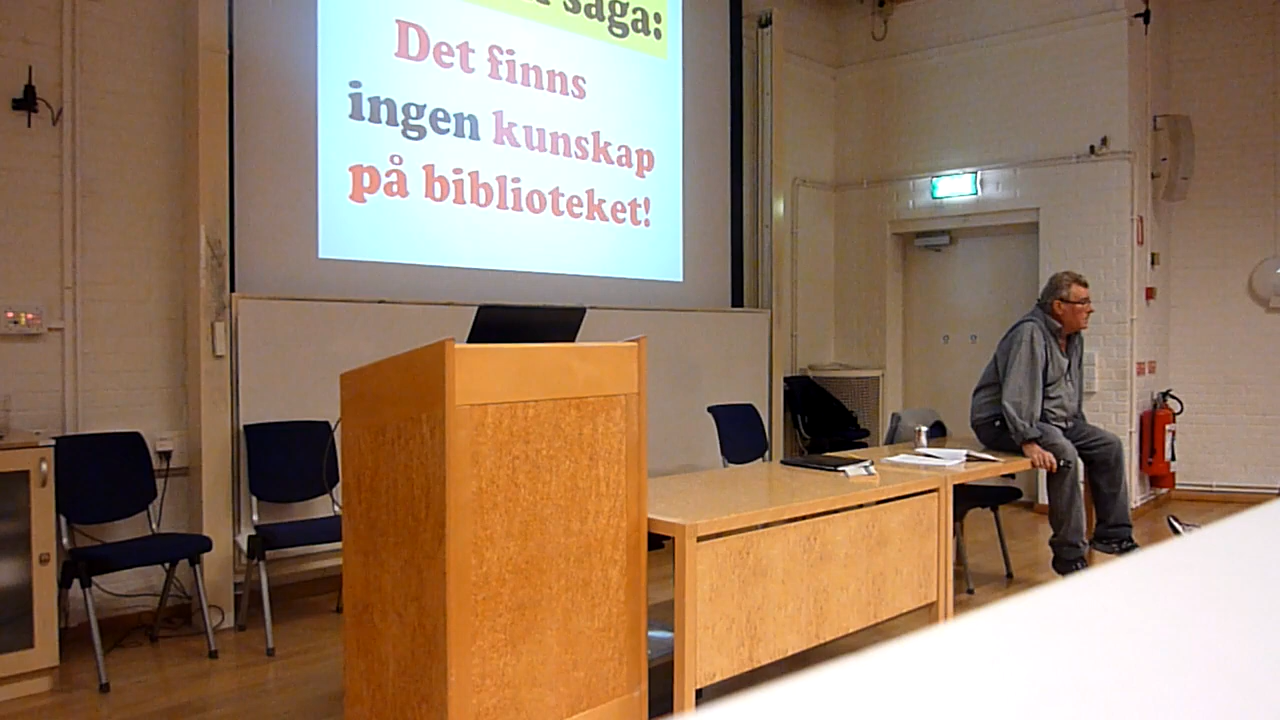 saga:
Det finns
ingen kunskap
på biblioteket!